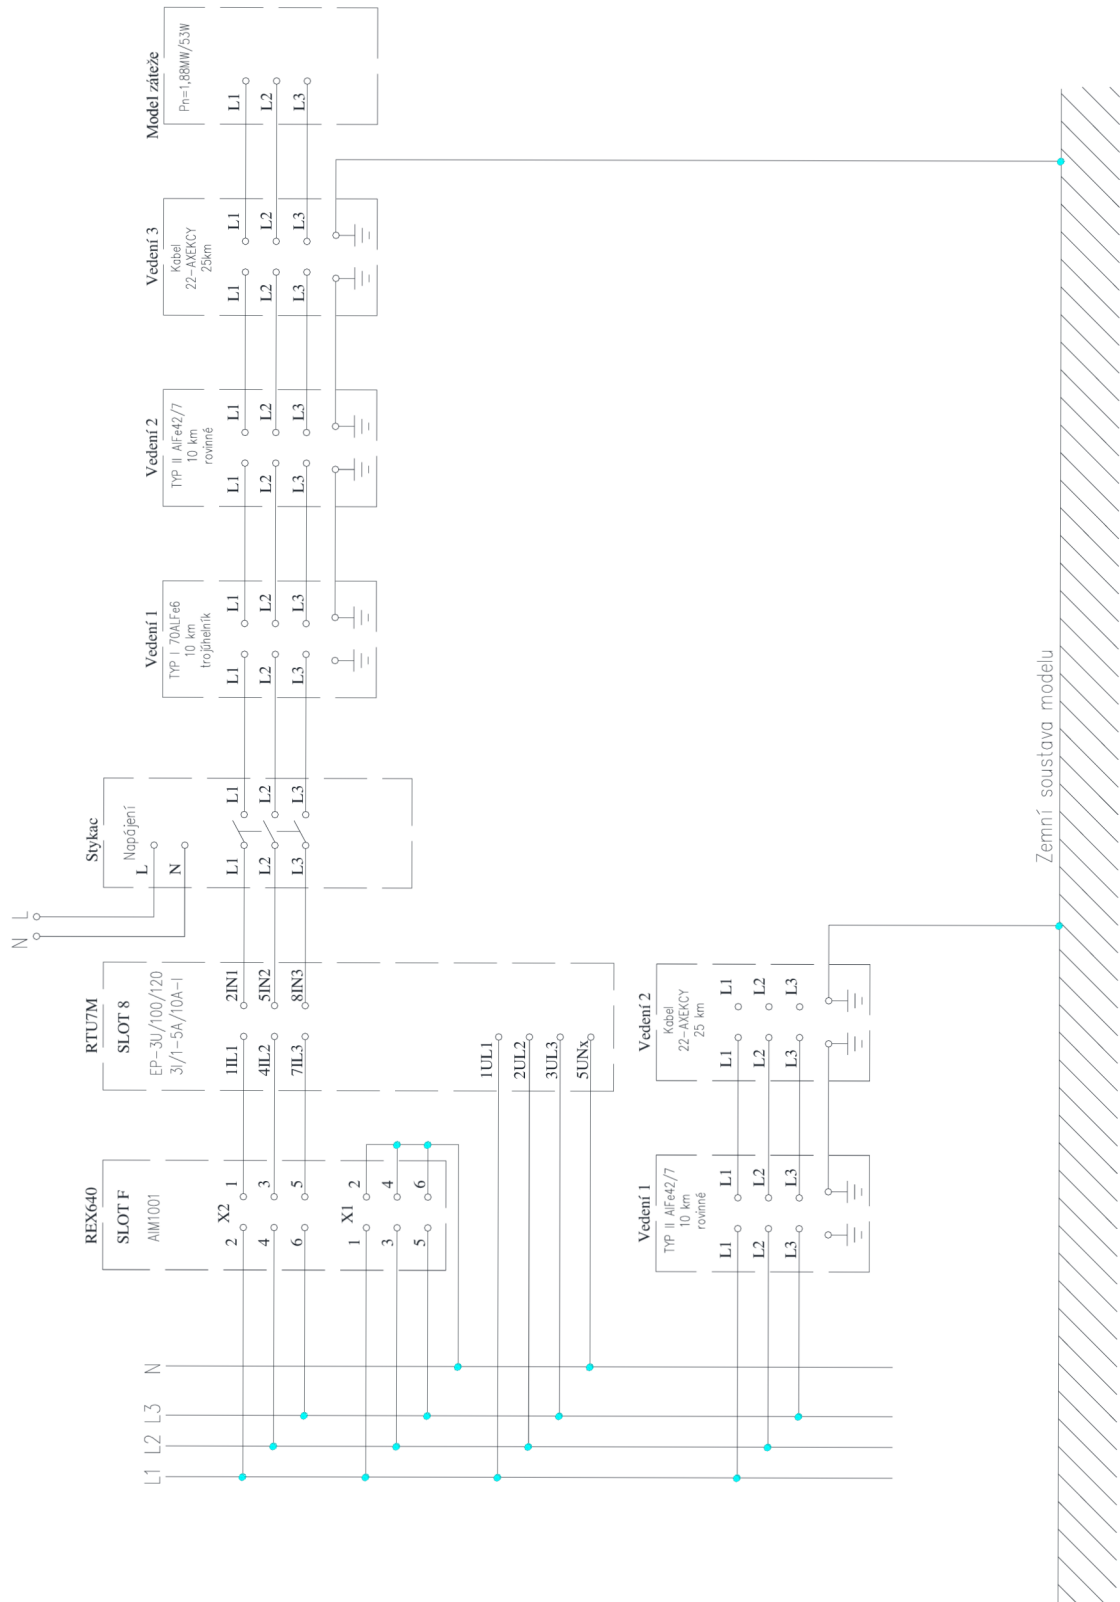 L1
L2
L3
N
REX640
SLOT F
AIM1001
X2
2
1
4
3
6
5
X1
1
2
3
4
5
6
RTU7M
SLOT 8
EP-3U/100/120
3I/1-5A/10A-I
1IL1
2IN1
4IL2
5IN2
7IL3
8IN3
1UL1
2UL2
3UL3
5UNx
N
L
Stykac
Napájení
L
N
L1
L1
L2
L2
L3
L3
Vedení 1
TYP I 70ALFe6
10 km
trojúhelník
L1
L1
L2
L2
L3
L3
Vedení 2
TYP II AlFe42/7
10 km
rovinné
L1
L1
L2
L2
L3
L3
Vedení 3
Kabel
22-AXEKCY
25km
L1
L1
L2
L2
L3
L3
Model záteže
Pn=1,88MW/53W
L1
L2
L3
Vedení 1
TYP II AlFe42/7
10 km
rovinné
L1
L1
L2
L2
L3
L3
Vedení 2
Kabel
22-AXEKCY
25 km
L1
L1
L2
L2
L3
L3
Zemní soustava modelu